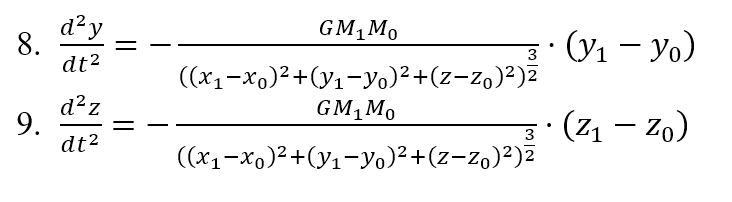 8. d²y/dt² = − GM₁M₀/((x₁−x₀)²+(y₁−y₀)²+(z−z₀)²)^(3/2) · (y₁ − y₀)
9. d²z/dt² = − GM₁M₀/((x₁−x₀)²+(y₁−y₀)²+(z−z₀)²)^(3/2) · (z₁ − z₀)